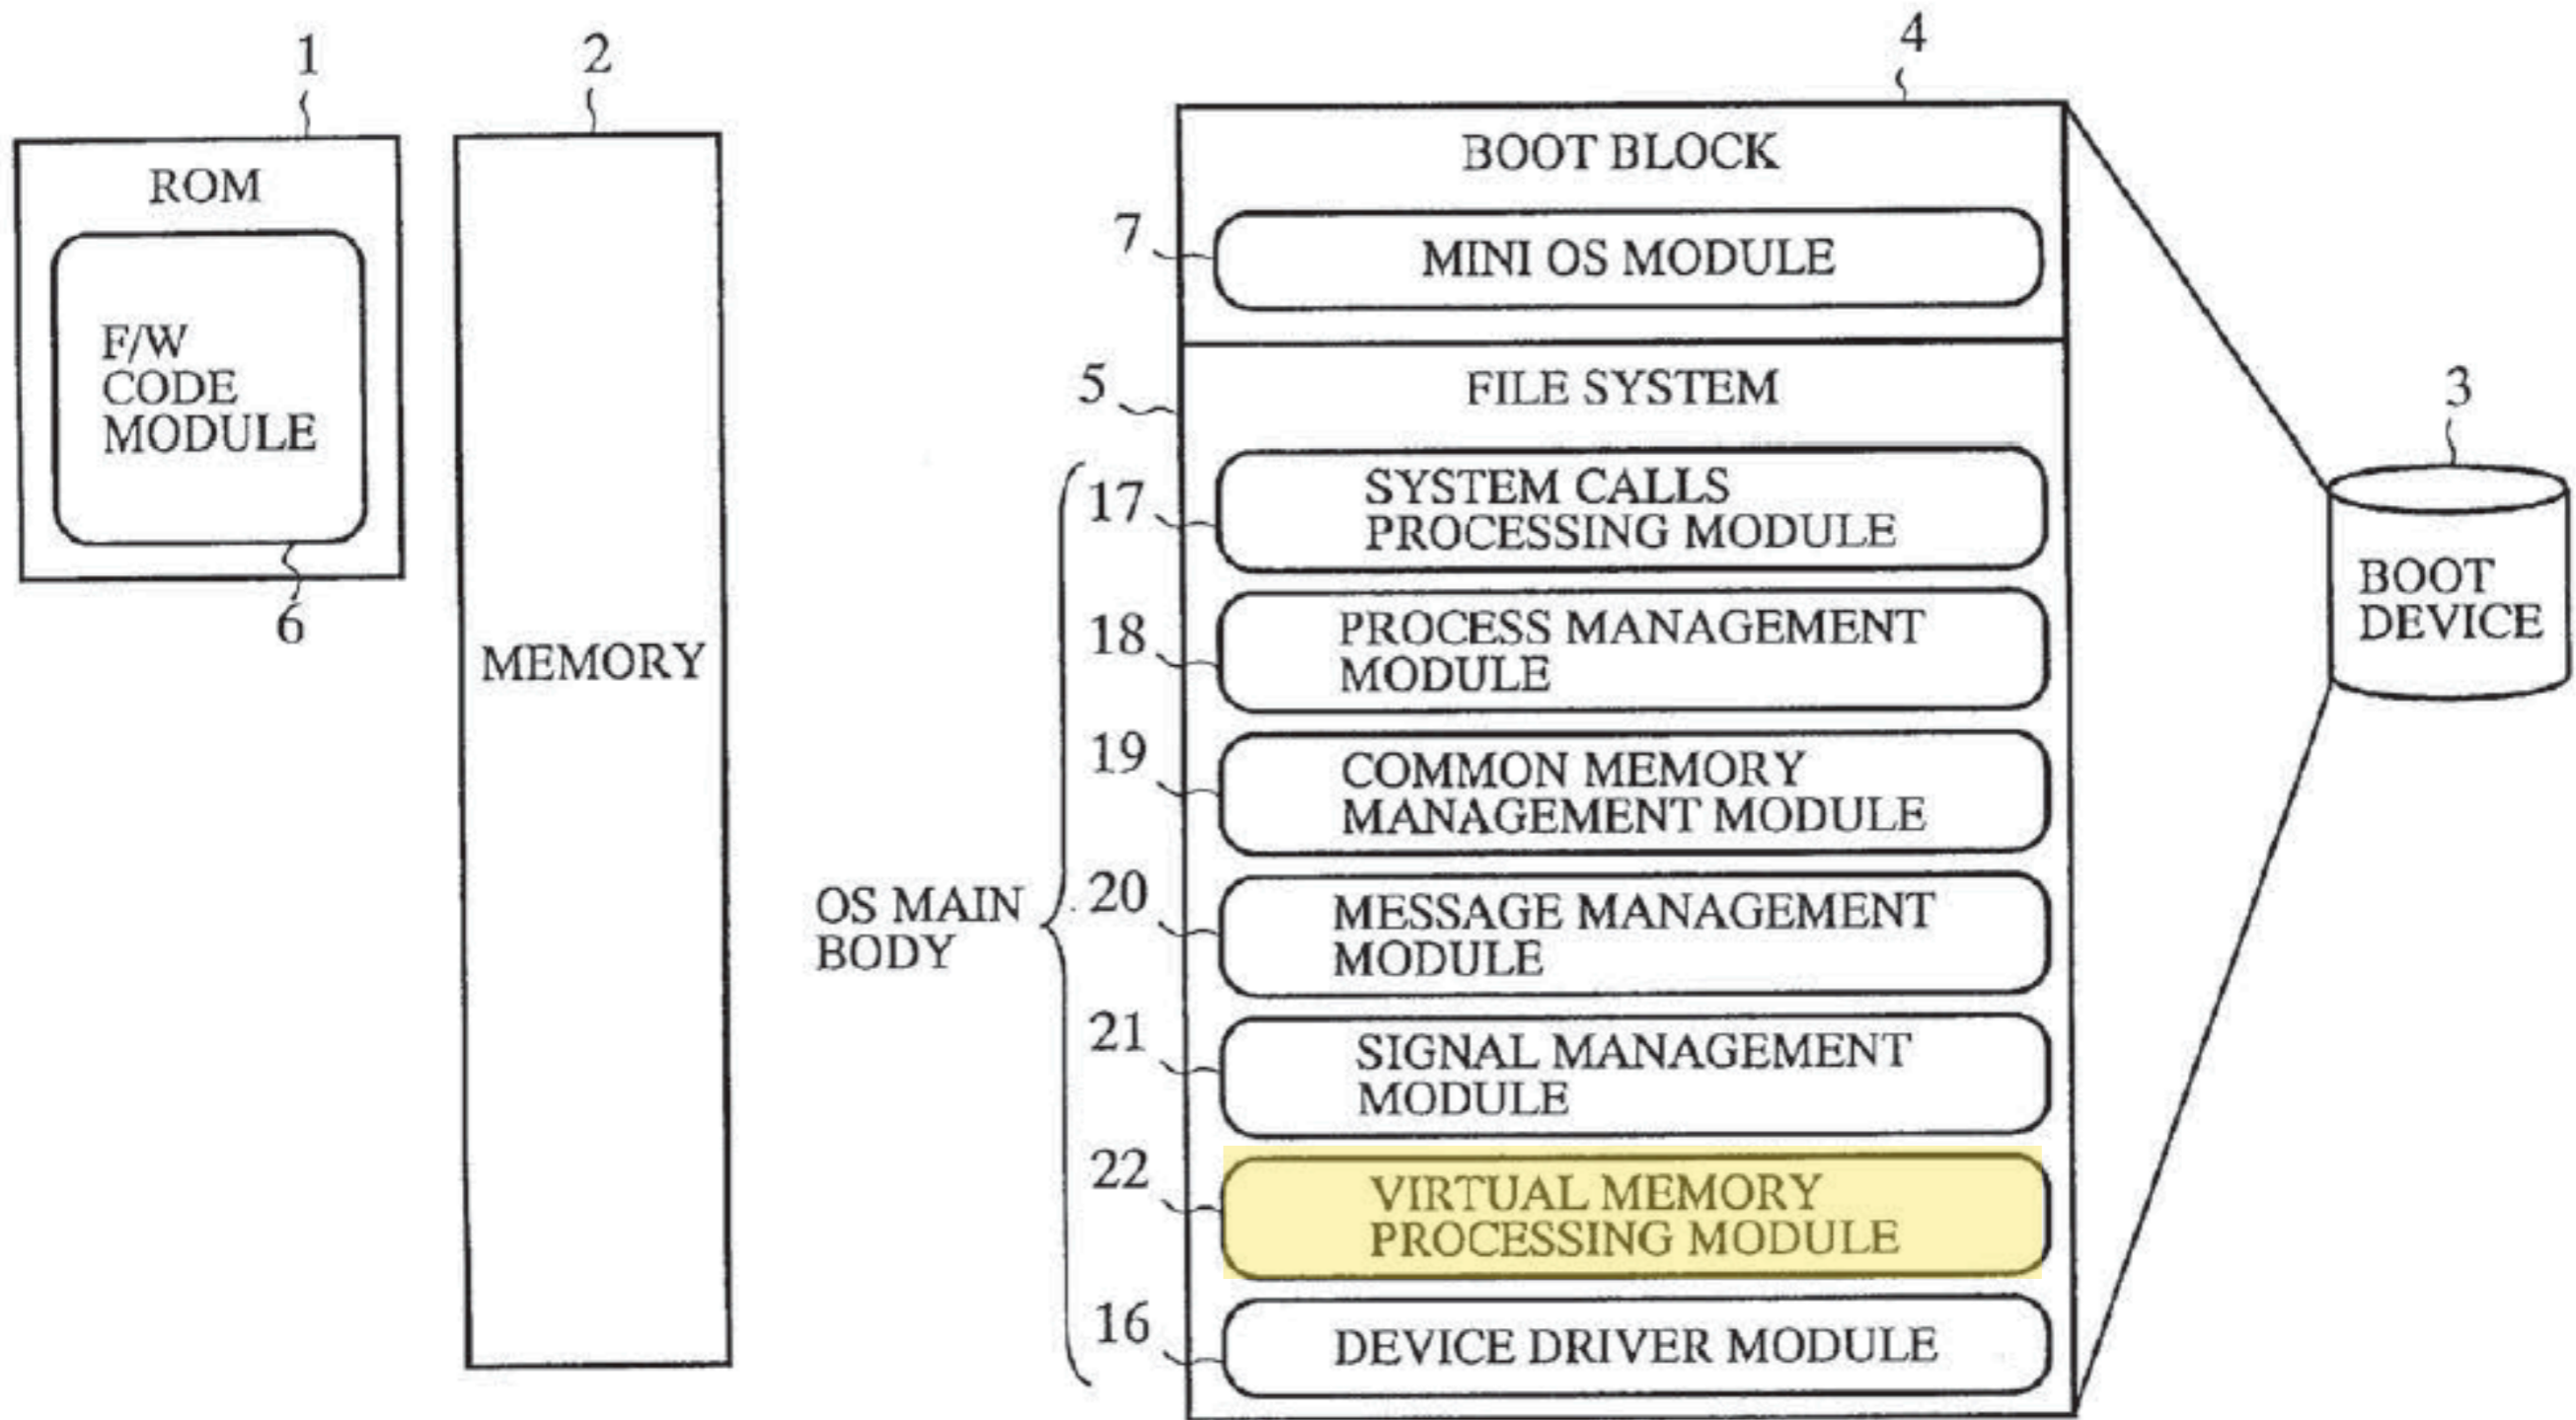 1
2
4
ROM
F/W
CODE
MODULE
6
MEMORY
BOOT BLOCK
7
MINI OS MODULE
5
FILE SYSTEM
OS MAIN
BODY
17
SYSTEM CALLS
PROCESSING MODULE
18
PROCESS MANAGEMENT
MODULE
19
COMMON MEMORY
MANAGEMENT MODULE
20
MESSAGE MANAGEMENT
MODULE
21
SIGNAL MANAGEMENT
MODULE
22
VIRTUAL MEMORY
PROCESSING MODULE
16
DEVICE DRIVER MODULE
3
BOOT
DEVICE